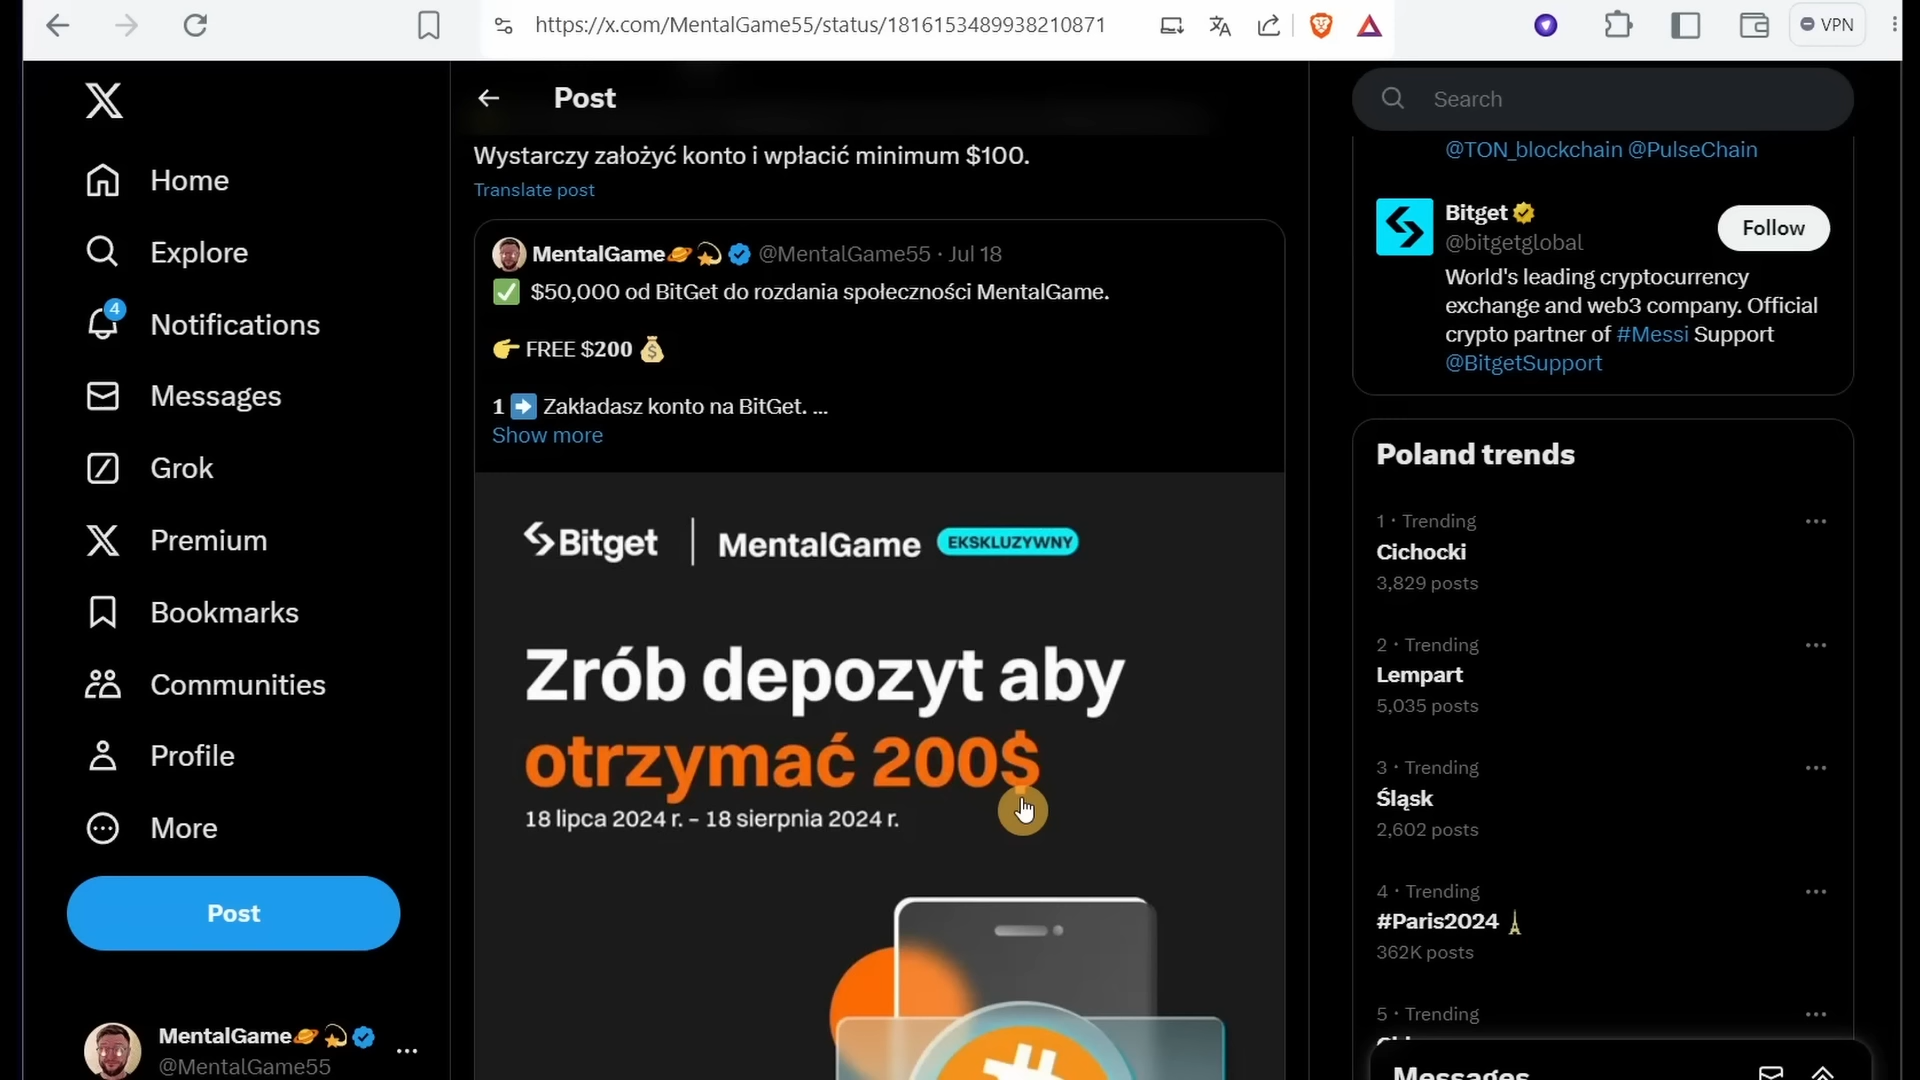 https://x.com/MentalGame55/status/1816153489938210871
VPN
Home
Explore
4
Notifications
Messages
Grok
Premium
Bookmarks
Communities
Profile
More
Post
MentalGame
@MentalGame55
Post
Wystarczy założyć konto i wpłacić minimum $100.
Translate post
MentalGame @MentalGame55 · Jul 18
$50,000 od BitGet do rozdania społeczności MentalGame.
FREE $200
1 Zakładasz konto na BitGet. ...
Show more
Bitget | MentalGame EKSKLUZYWNY
Zrób depozyt aby
otrzymać 200$
18 lipca 2024 r. – 18 sierpnia 2024 r.
Search
@TON_blockchain @PulseChain
Bitget
@bitgetglobal
Follow
World's leading cryptocurrency
exchange and web3 company. Official
crypto partner of #Messi Support
@BitgetSupport
Poland trends
1 · Trending
Cichocki
3,829 posts
2 · Trending
Lempart
5,035 posts
3 · Trending
Śląsk
2,602 posts
4 · Trending
#Paris2024
362K posts
5 · Trending
Messages